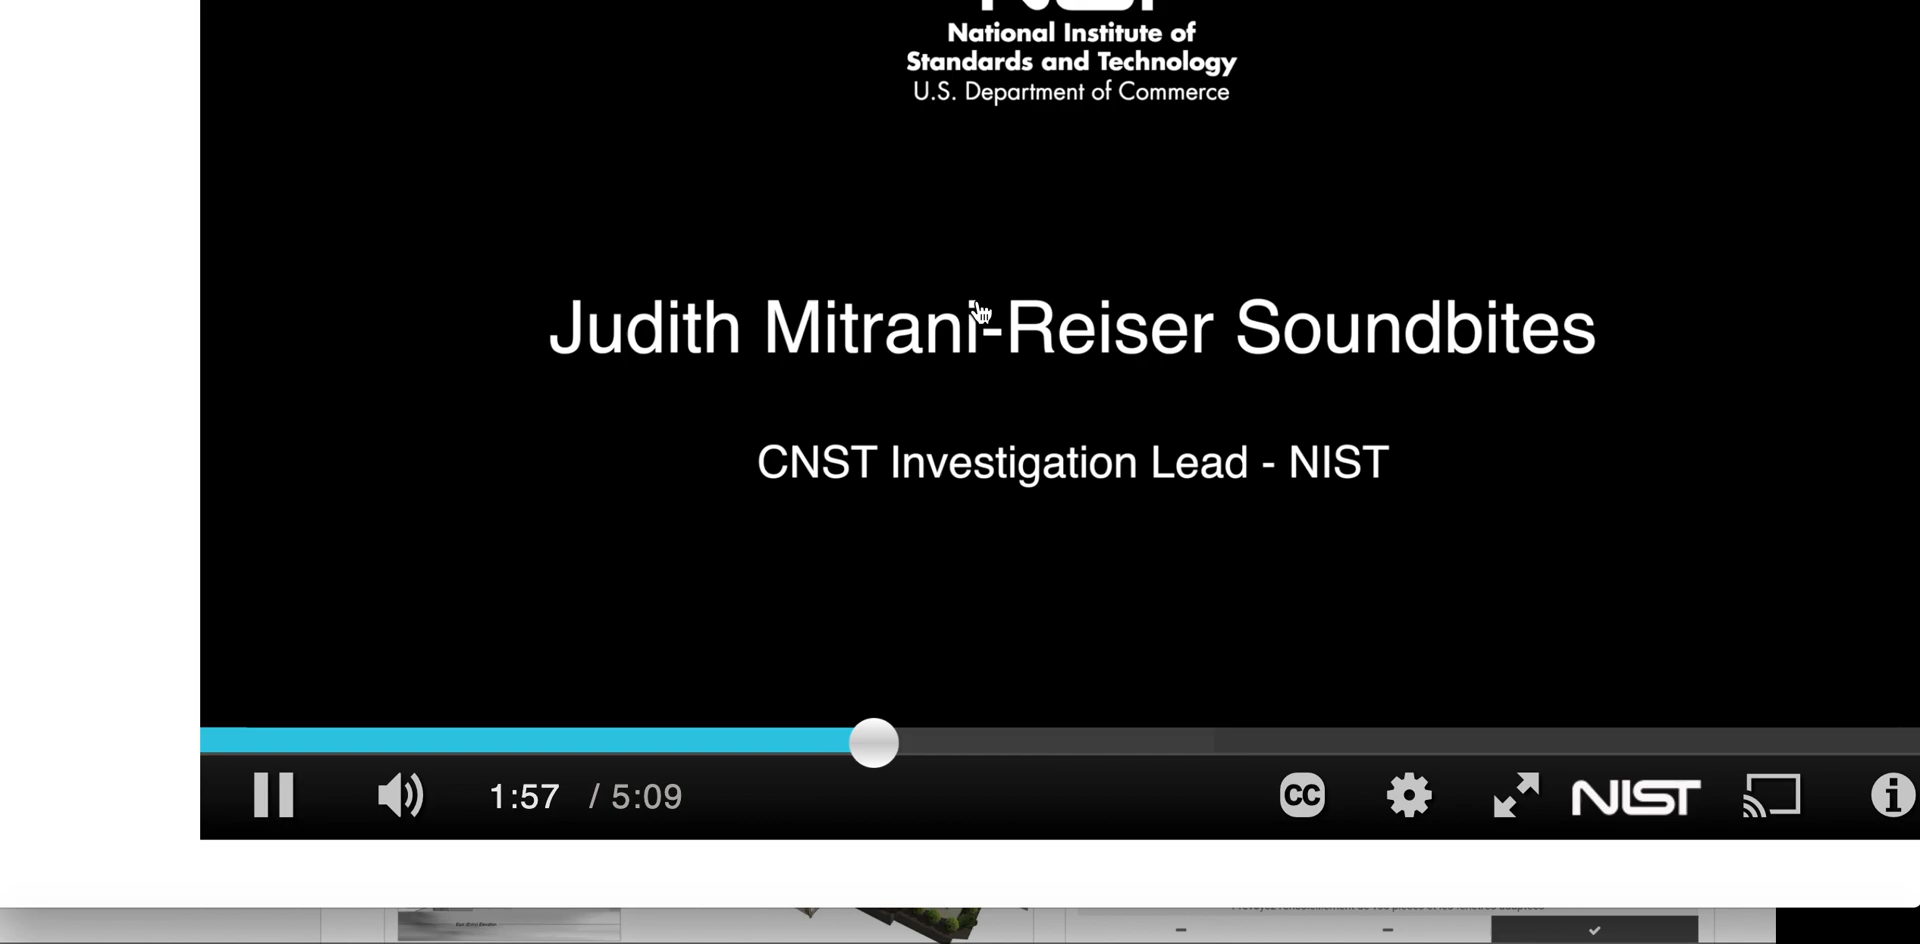 National Institute of
Standards and Technology
U.S. Department of Commerce
Judith Mitrani-Reiser Soundbites
CNST Investigation Lead - NIST
1:57 / 5:09
CC
NIST